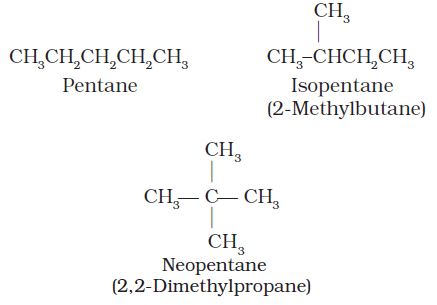 CH₃CH₂CH₂CH₂CH₃
Pentane
CH₃
CH₃–CHCH₂CH₃
Isopentane
(2-Methylbutane)
CH₃
CH₃— C— CH₃
CH₃
Neopentane
(2,2-Dimethylpropane)